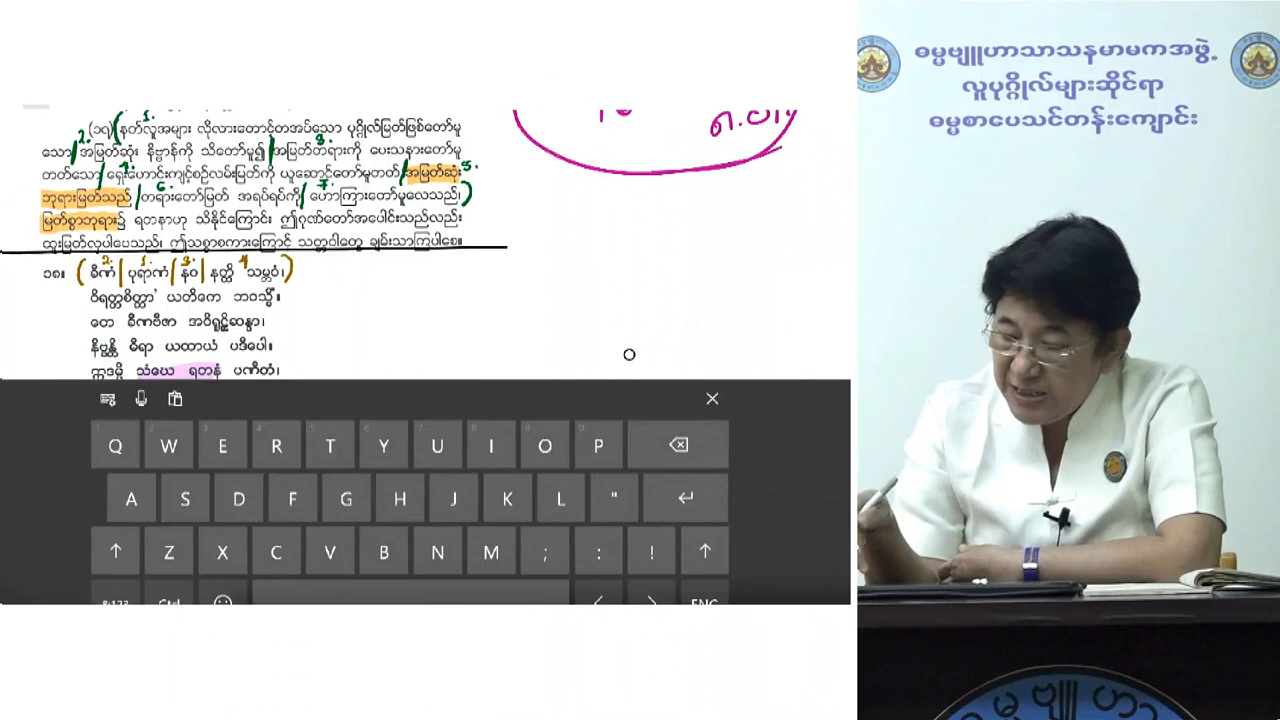 (၁၇) နတ်လူအများ လိုလားတောင့်တအပ်သော ပုဂ္ဂိုလ်မြတ်ဖြစ်တော်မူ
သော အမြတ်ဆုံး နိဗ္ဗာန်ကို သိတော်မူ၍ အမြတ်တရားကို ပေးသနားတော်မူ
တတ်သော ရှေးဟောင်းကျင့်စဉ်လမ်းမြတ်ကို ယူဆောင်တော်မူတတ် အမြတ်ဆုံး
ဘုရားမြတ်သည် တရားတော်မြတ် အရပ်ရပ်ကို ဟောကြားတော်မူလေသည်၊
မြတ်စွာဘုရား၌ ရတနာဟု သိနိုင်ကြောင်း ဤဂုဏ်တော်အပေါင်းသည်လည်း
ထူးမြတ်လှပါပေသည်၊ ဤသစ္စာစကားကြောင့် သတ္တဝါတွေ ချမ်းသာကြပါစေ။
၁၈။ ခီဏံ ပုရာဏံ နဝ နတ္ထိ သမ္ဘဝံ၊
ဝိရတ္တစိတ္တာ' ယတိကေ ဘဝသ္မိံ။
တေ ခီဏဗီဇာ အဝိရူဠှိဆန္ဒာ၊
နိဗ္ဗန္တိ ဓီရာ ယထာယံ ပဒီပေါ။
ဣဒမ္ပိ သံဃေ ရတနံ ပဏီတံ၊
ဓမ္မဗျူဟာသာသနမာမကအဖွဲ့
လူပုဂ္ဂိုလ်များဆိုင်ရာ
ဓမ္မစာပေသင်တန်းကျောင်း
Q W E R T Y U I O P
A S D F G H J K L "
Z X C V B N M ; : !
&123 Ctrl ENG
ဓမ္မဗျူဟာ